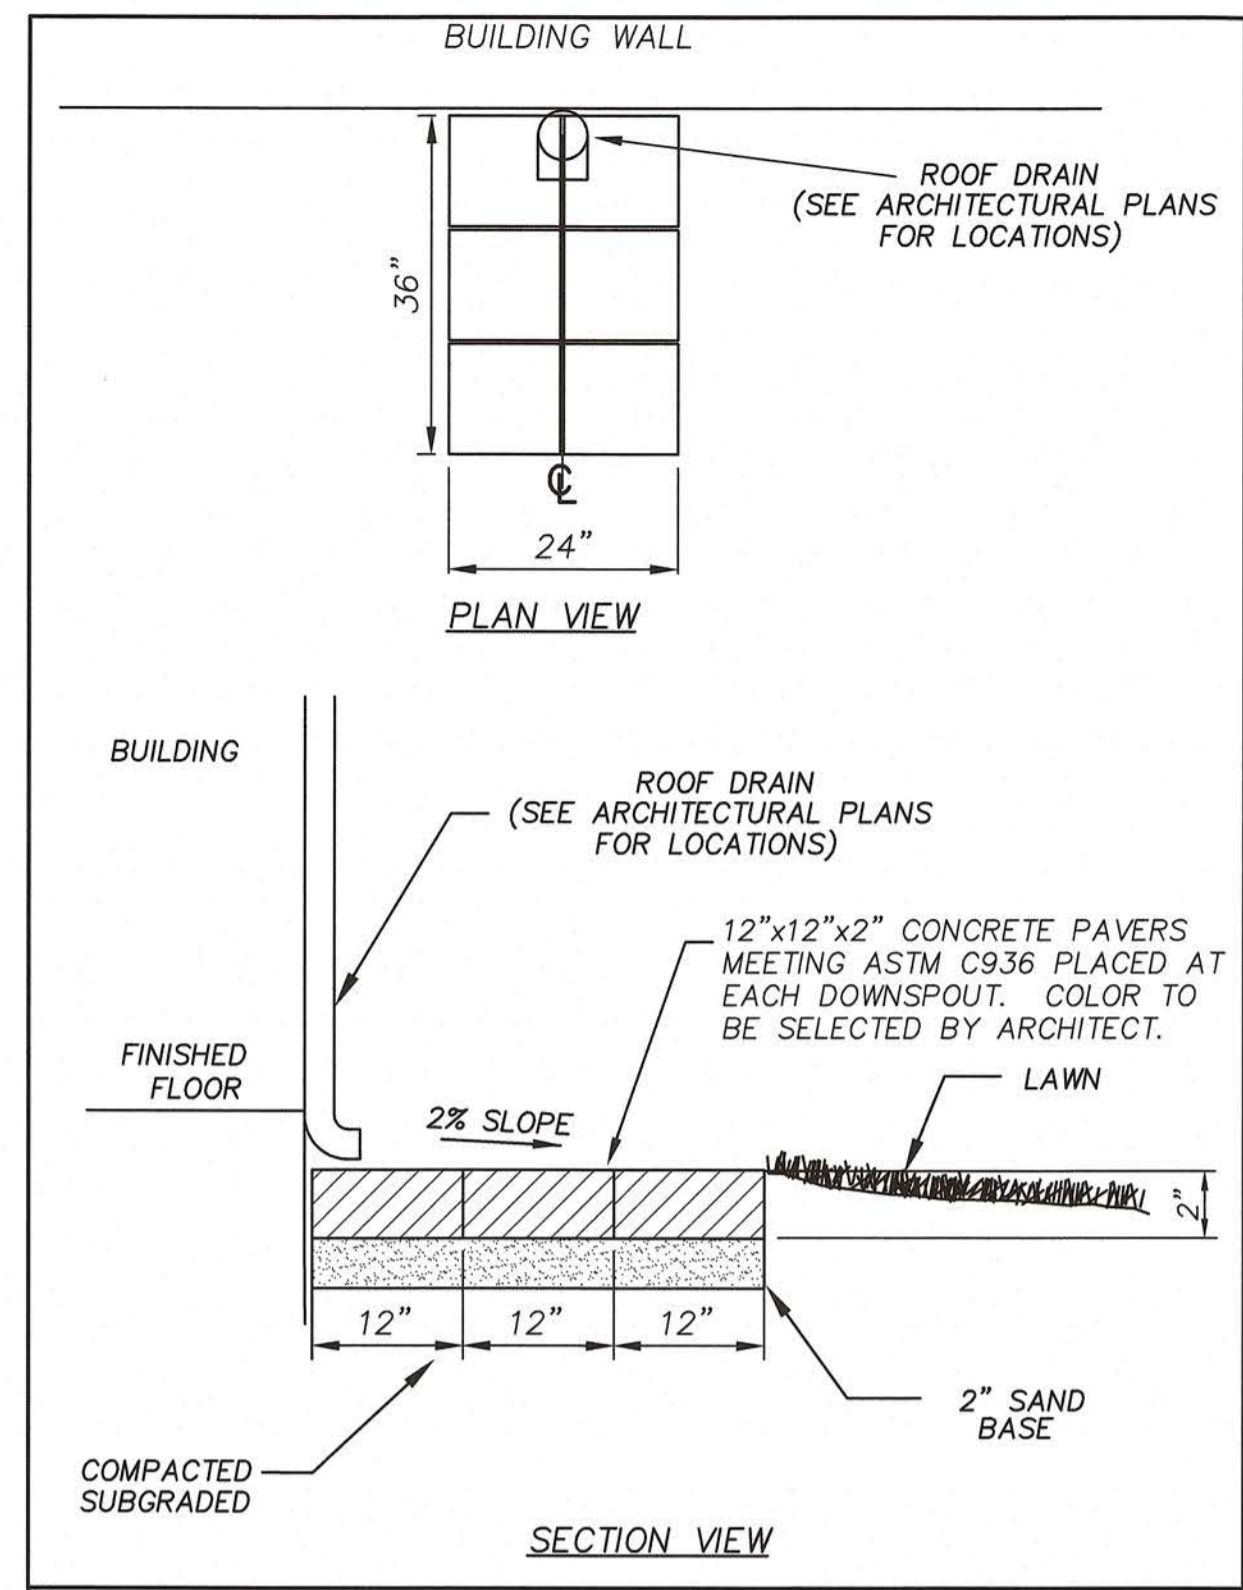 BUILDING WALL
ROOF DRAIN
(SEE ARCHITECTURAL PLANS
FOR LOCATIONS)
36"
℄
24"
PLAN VIEW
BUILDING
ROOF DRAIN
(SEE ARCHITECTURAL PLANS
FOR LOCATIONS)
12"x12"x2" CONCRETE PAVERS
MEETING ASTM C936 PLACED AT
EACH DOWNSPOUT. COLOR TO
BE SELECTED BY ARCHITECT.
FINISHED
FLOOR
LAWN
2% SLOPE
2"
12" 12" 12"
2" SAND
BASE
COMPACTED
SUBGRADED
SECTION VIEW